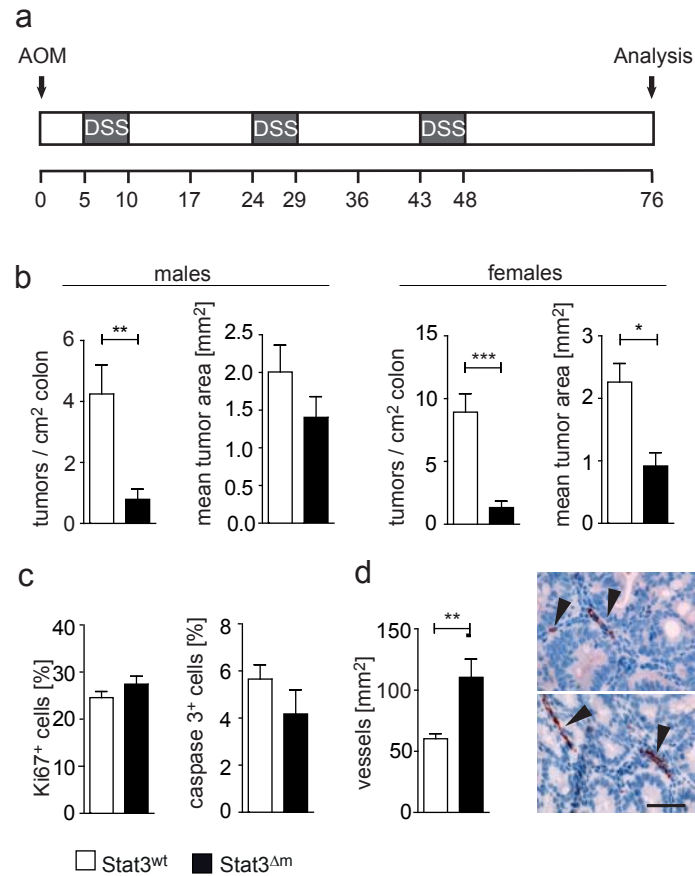 a
AOM Analysis
DSS DSS DSS
0 5 10 17 24 29 36 43 48 76
b
males females
tumors / cm2 colon
6
4
2
0
**
mean tumor area [mm2]
2.5
2.0
1.5
1.0
0.5
0.0
tumors / cm2 colon
15
10
5
0
***
mean tumor area [mm2]
3
2
1
0
*
c
Ki67+ cells [%]
40
30
20
10
0
caspase 3+ cells [%]
8
6
4
2
0
d
vessels [mm2]
150
100
50
0
**
Stat3wt Stat3Δm